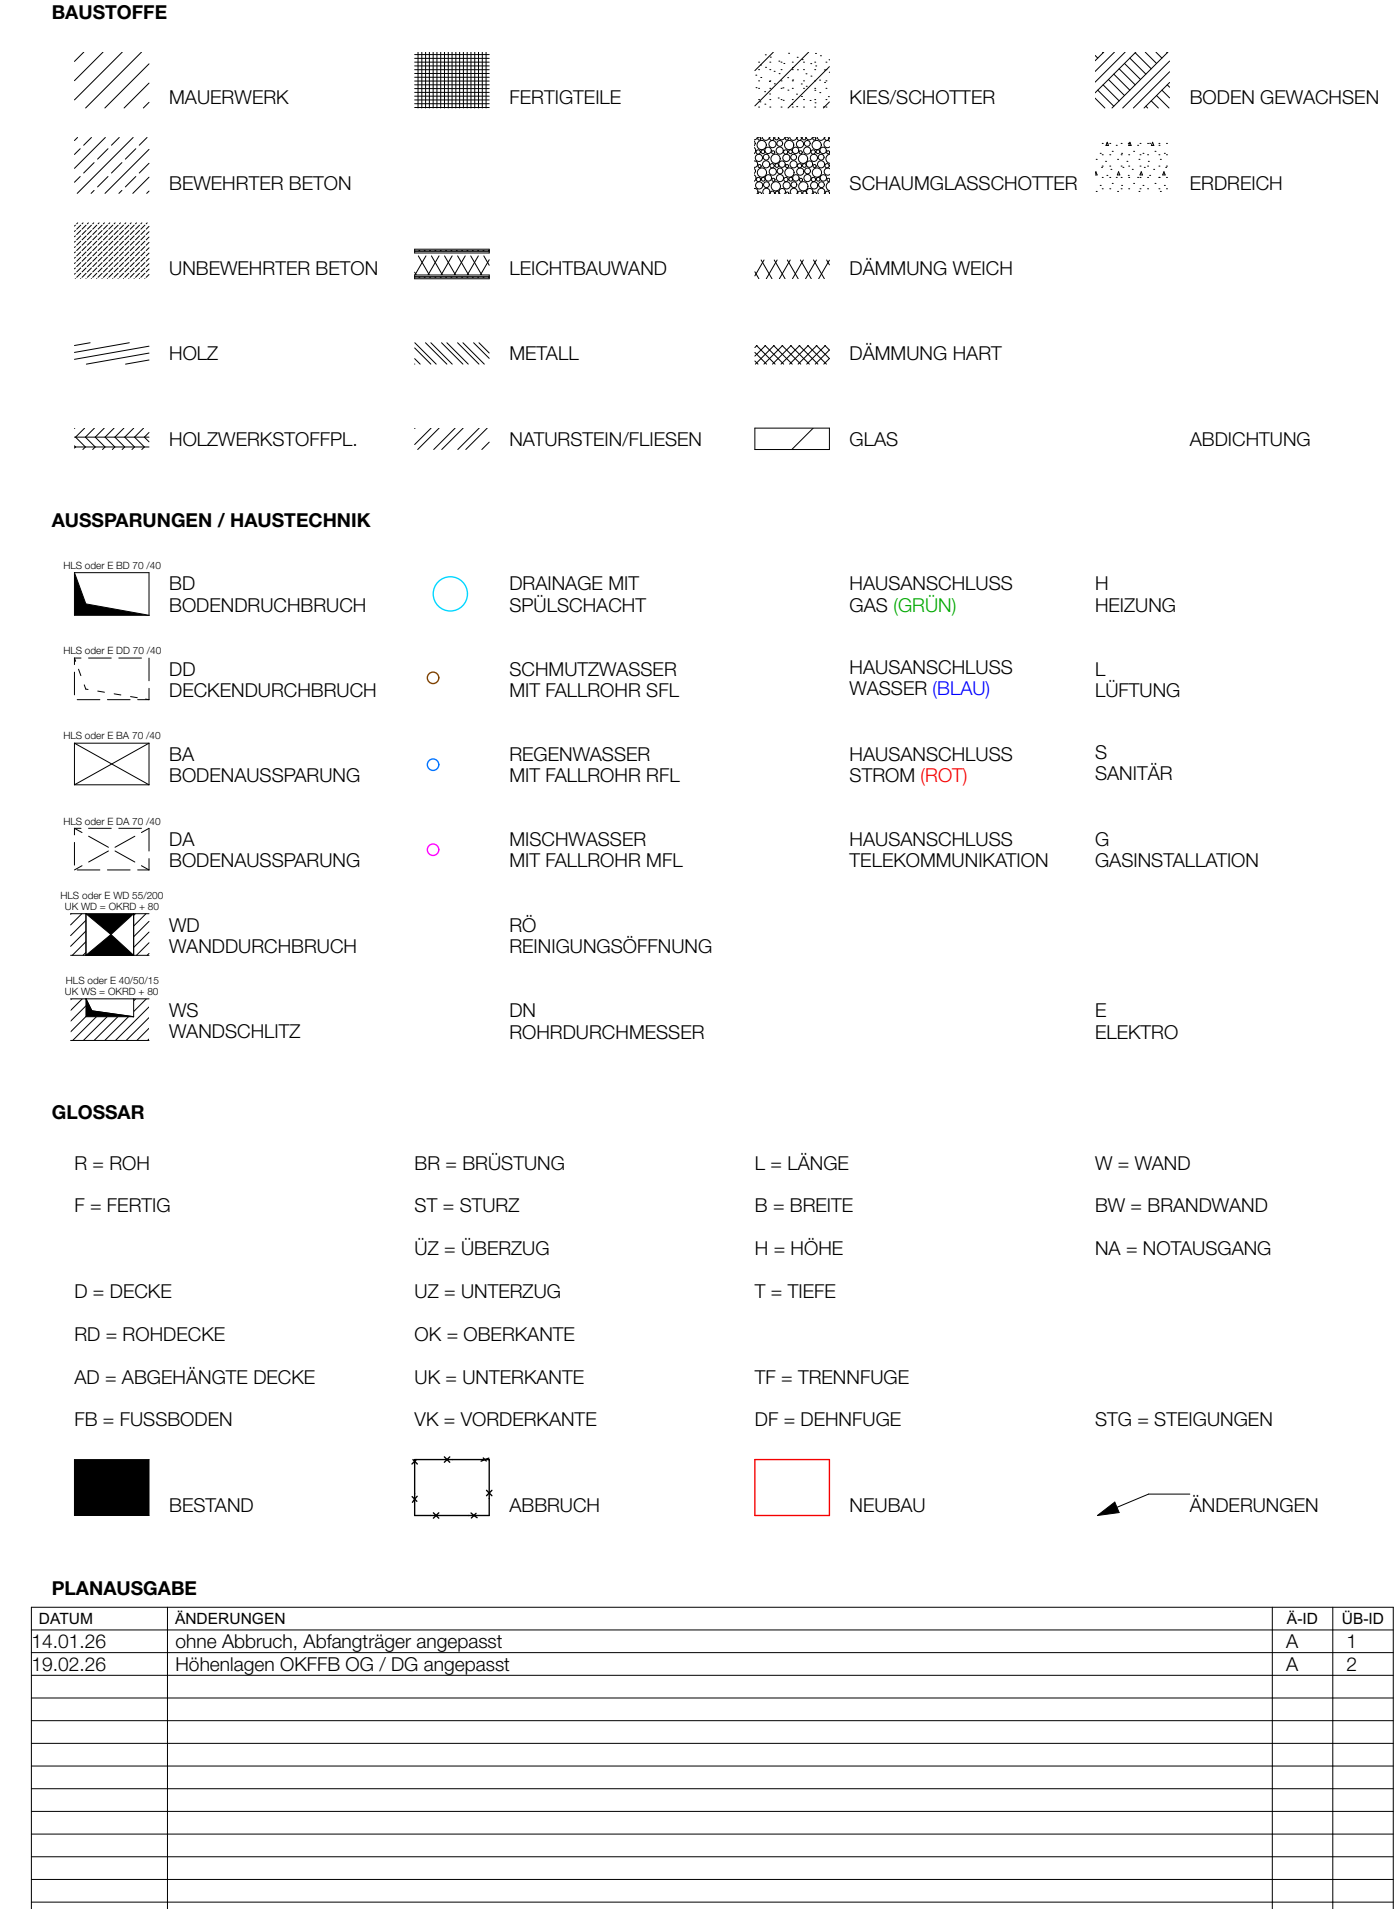 BAUSTOFFE
MAUERWERK
FERTIGTEILE
KIES/SCHOTTER
BODEN GEWACHSEN
BEWEHRTER BETON
SCHAUMGLASSCHOTTER
ERDREICH
UNBEWEHRTER BETON
LEICHTBAUWAND
DÄMMUNG WEICH
HOLZ
METALL
DÄMMUNG HART
HOLZWERKSTOFFPL.
NATURSTEIN/FLIESEN
GLAS
ABDICHTUNG
AUSSPARUNGEN / HAUSTECHNIK
HLS oder E BD 70 /40
BD
BODENDRUCHBRUCH
DRAINAGE MIT
SPÜLSCHACHT
HAUSANSCHLUSS
GAS (GRÜN)
H
HEIZUNG
HLS oder E DD 70 /40
DD
DECKENDURCHBRUCH
SCHMUTZWASSER
MIT FALLROHR SFL
HAUSANSCHLUSS
WASSER (BLAU)
L
LÜFTUNG
HLS oder E BA 70 /40
BA
BODENAUSSPARUNG
REGENWASSER
MIT FALLROHR RFL
HAUSANSCHLUSS
STROM (ROT)
S
SANITÄR
HLS oder E DA 70 /40
DA
BODENAUSSPARUNG
MISCHWASSER
MIT FALLROHR MFL
HAUSANSCHLUSS
TELEKOMMUNIKATION
G
GASINSTALLATION
HLS oder E WD 55/200
UK WD = OKRD + 80
WD
WANDDURCHBRUCH
RÖ
REINIGUNGSÖFFNUNG
HLS oder E 40/50/15
UK WS = OKRD + 80
WS
WANDSCHLITZ
DN
ROHRDURCHMESSER
E
ELEKTRO
GLOSSAR
R = ROH
BR = BRÜSTUNG
L = LÄNGE
W = WAND
F = FERTIG
ST = STURZ
B = BREITE
BW = BRANDWAND
ÜZ = ÜBERZUG
H = HÖHE
NA = NOTAUSGANG
D = DECKE
UZ = UNTERZUG
T = TIEFE
RD = ROHDECKE
OK = OBERKANTE
AD = ABGEHÄNGTE DECKE
UK = UNTERKANTE
TF = TRENNFUGE
FB = FUSSBODEN
VK = VORDERKANTE
DF = DEHNFUGE
STG = STEIGUNGEN
BESTAND
ABBRUCH
NEUBAU
ÄNDERUNGEN
PLANAUSGABE
DATUM ÄNDERUNGEN Ä-ID ÜB-ID
14.01.26 ohne Abbruch, Abfangträger angepasst A 1
19.02.26 Höhenlagen OKFFB OG / DG angepasst A 2